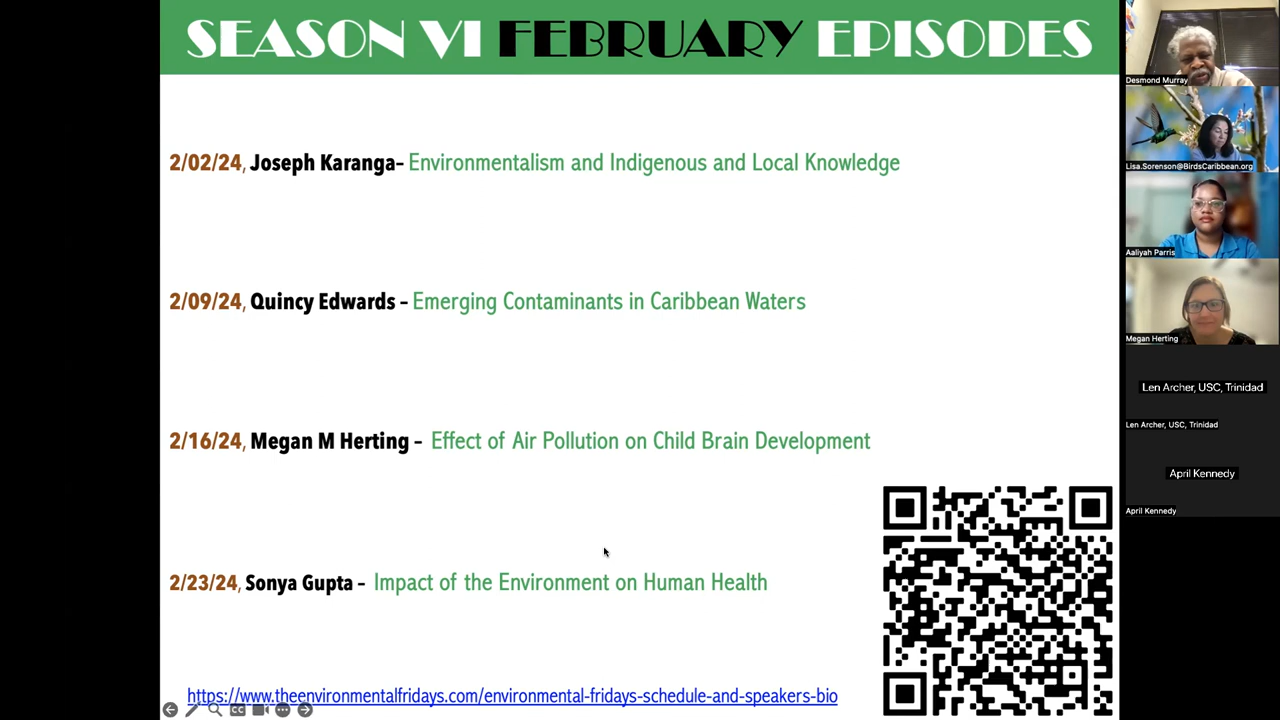 SEASON VI FEBRUARY EPISODES
2/02/24, Joseph Karanga– Environmentalism and Indigenous and Local Knowledge
2/09/24, Quincy Edwards – Emerging Contaminants in Caribbean Waters
2/16/24, Megan M Herting – Effect of Air Pollution on Child Brain Development
2/23/24, Sonya Gupta – Impact of the Environment on Human Health
https://www.theenvironmentalfridays.com/environmental-fridays-schedule-and-speakers-bio
CC
Desmond Murray
Lisa.Sorenson@BirdsCaribbean.org
Aaliyah Parris
Megan Herting
Len Archer, USC, Trinidad
Len Archer, USC, Trinidad
April Kennedy
April Kennedy